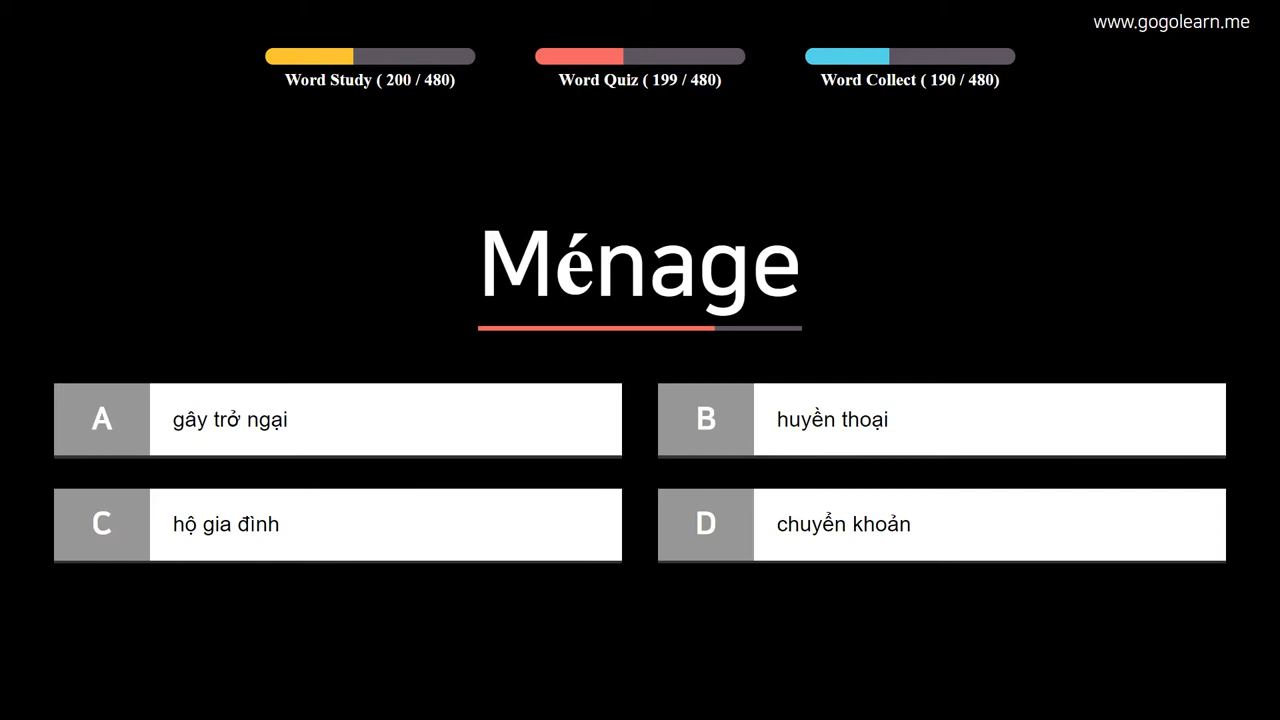 www.gogolearn.me
Word Study ( 200 / 480)
Word Quiz ( 199 / 480)
Word Collect ( 190 / 480)
Ménage
A
gây trở ngại
B
huyền thoại
C
hộ gia đình
D
chuyển khoản